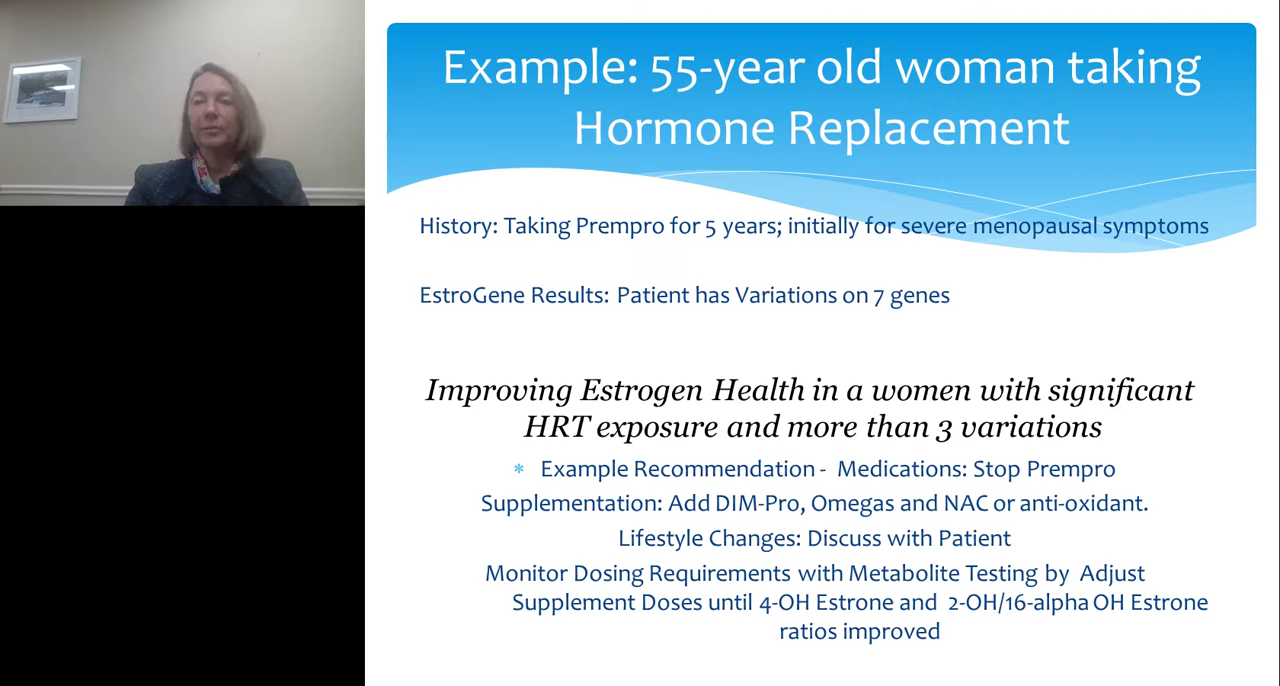 Example: 55-year old woman taking
Hormone Replacement
History: Taking Prempro for 5 years; initially for severe menopausal symptoms
EstroGene Results: Patient has Variations on 7 genes
Improving Estrogen Health in a women with significant
HRT exposure and more than 3 variations
* Example Recommendation - Medications: Stop Prempro
Supplementation: Add DIM-Pro, Omegas and NAC or anti-oxidant.
Lifestyle Changes: Discuss with Patient
Monitor Dosing Requirements with Metabolite Testing by Adjust
Supplement Doses until 4-OH Estrone and 2-OH/16-alpha OH Estrone
ratios improved